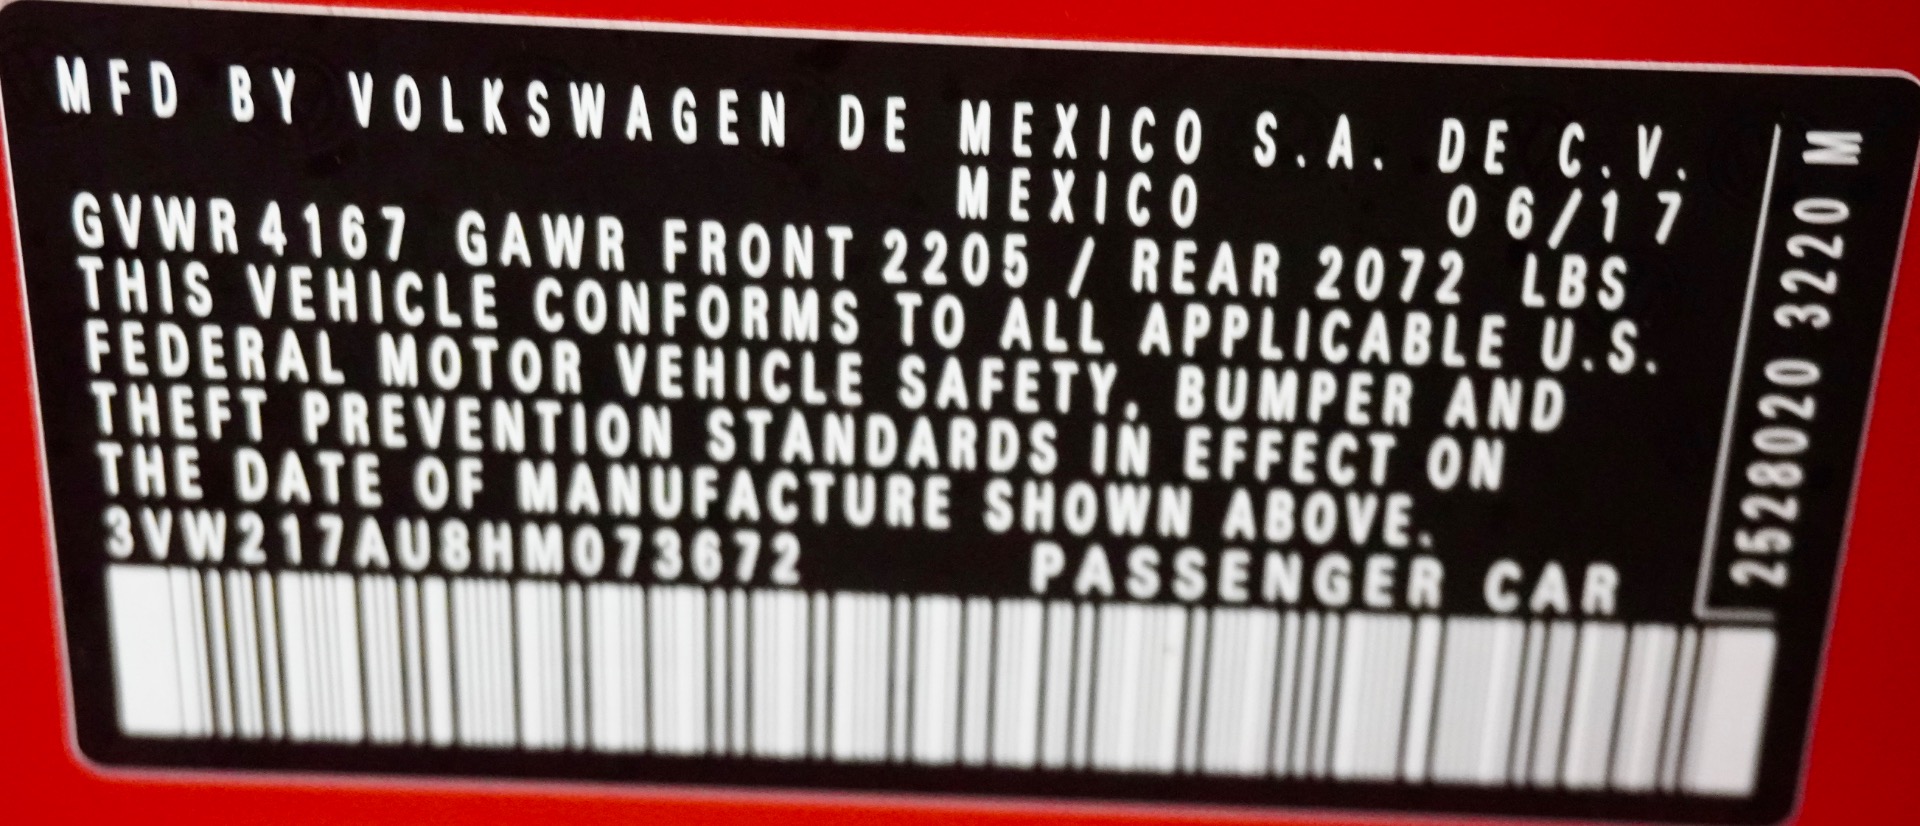 MFD BY VOLKSWAGEN DE MEXICO S.A. DE C.V.
MEXICO 06/17
GVWR 4167 GAWR FRONT 2205 / REAR 2072 LBS
THIS VEHICLE CONFORMS TO ALL APPLICABLE U.S.
FEDERAL MOTOR VEHICLE SAFETY, BUMPER AND
THEFT PREVENTION STANDARDS IN EFFECT ON
THE DATE OF MANUFACTURE SHOWN ABOVE.
3VW217AU8HM073672 PASSENGER CAR
2528020 3220 M